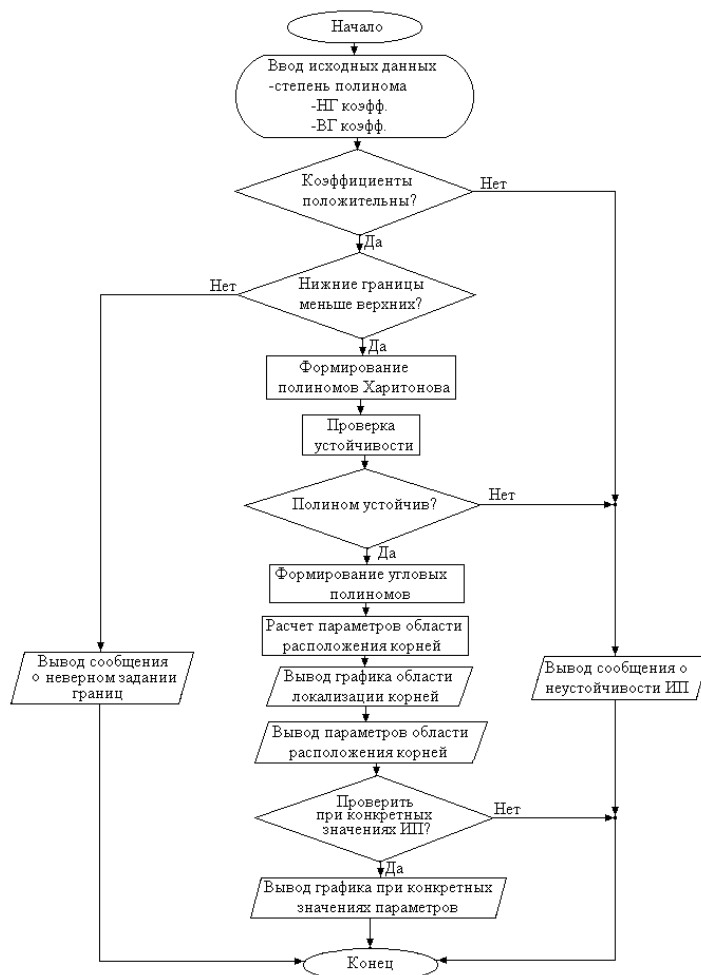 Начало
Ввод исходных данных
-степень полинома
-НГ коэфф.
-ВГ коэфф.
Коэффициенты
положительны?
Нет
Да
Нет
Нижние границы
меньше верхних?
Да
Формирование
полиномов Харитонова
Проверка
устойчивости
Полином устойчив?
Нет
Да
Формирование угловых
полиномов
Расчет параметров области
расположения корней
Вывод сообщения
о неверном задании
границ
Вывод графика области
локализации корней
Вывод сообщения о
неустойчивости ИП
Вывод параметров области
расположения корней
Проверить
при конкретных
значениях ИП?
Нет
Да
Вывод графика при конкретных
значениях параметров
Конец